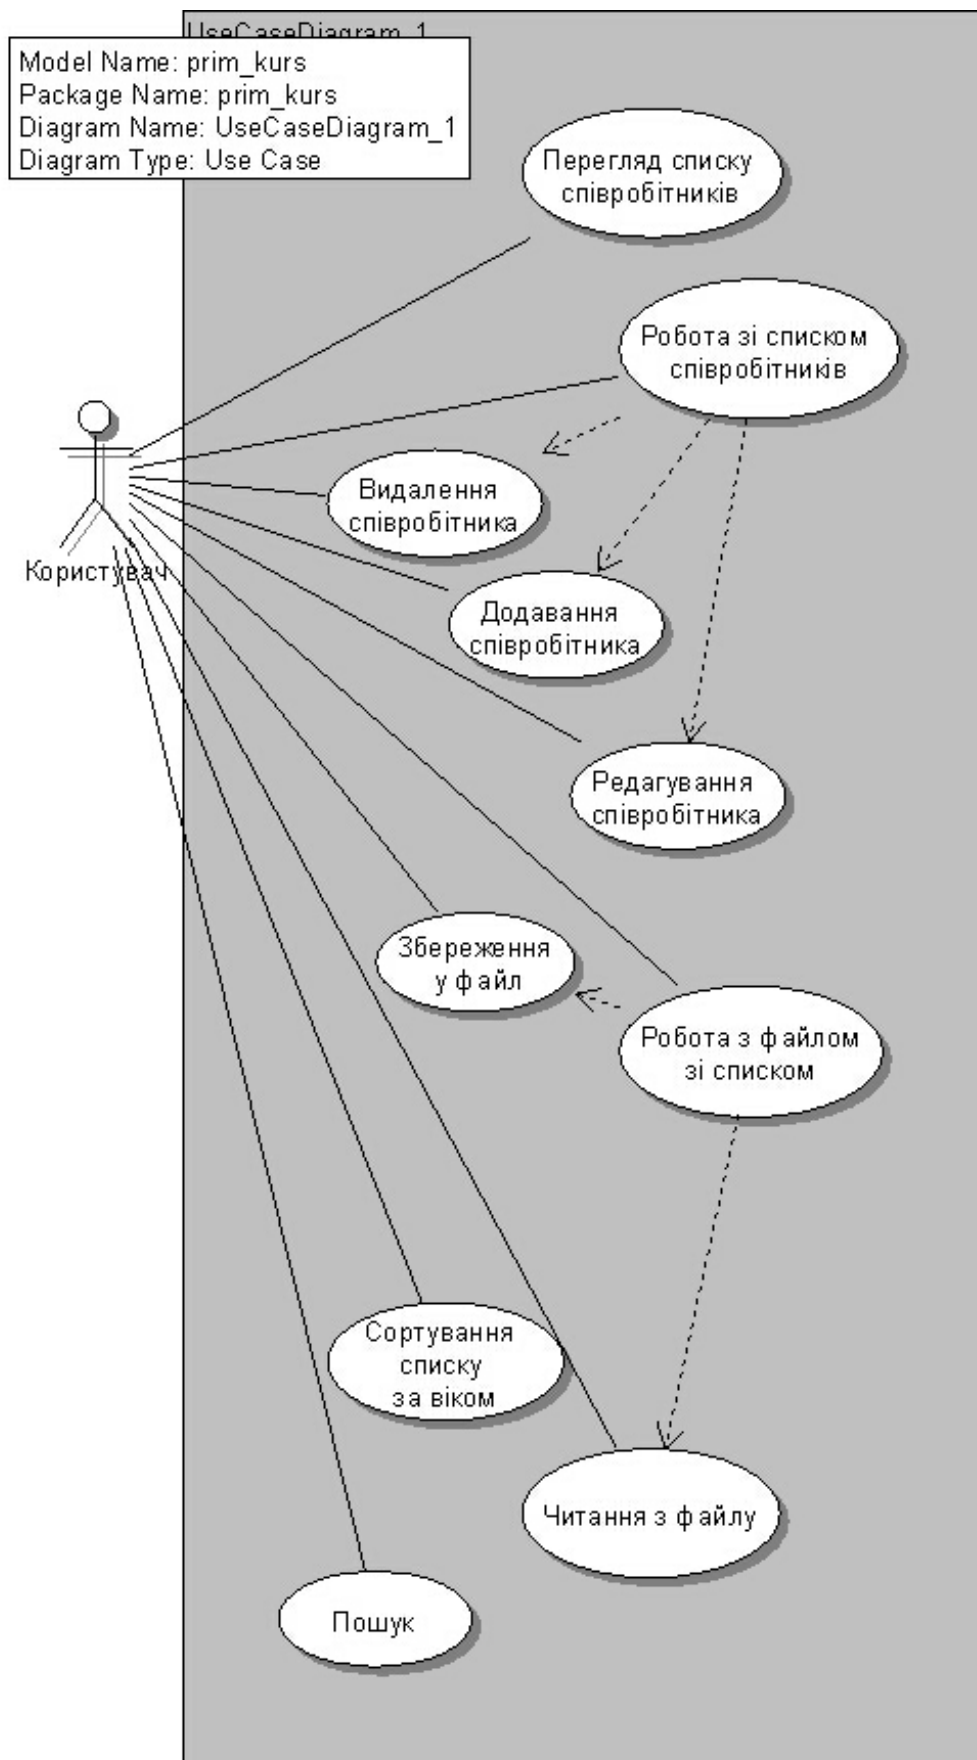 UseCaseDiagram_1
Model Name: prim_kurs
Package Name: prim_kurs
Diagram Name: UseCaseDiagram_1
Diagram Type: Use Case
Перегляд списку
співробітників
Робота зі списком
співробітників
Видалення
співробітника
Користувач
Додавання
співробітника
Редагування
співробітника
Збереження
у файл
Робота з файлом
зі списком
Сортування
списку
за віком
Читання з файлу
Пошук